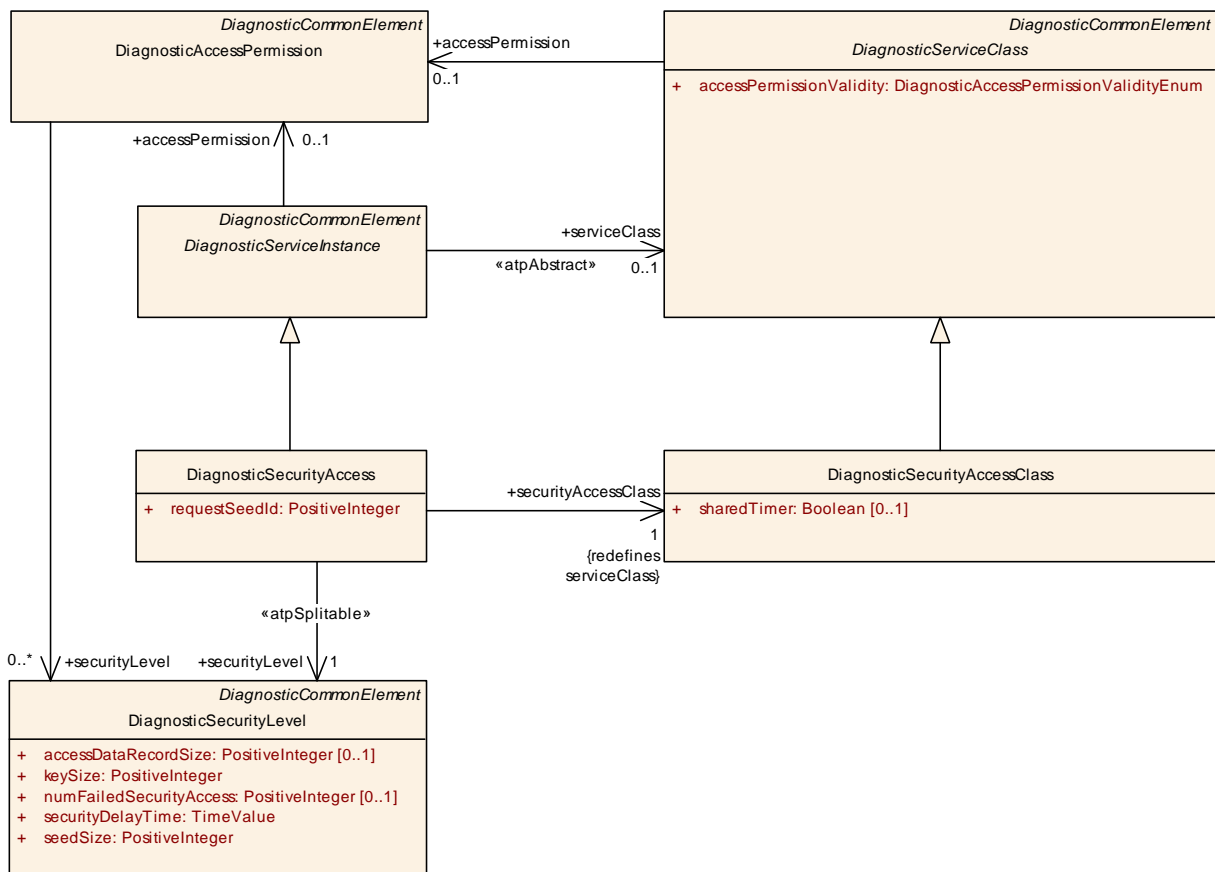 DiagnosticCommonElement
DiagnosticAccessPermission
DiagnosticCommonElement
DiagnosticServiceClass
+ accessPermissionValidity: DiagnosticAccessPermissionValidityEnum
+accessPermission
0..1
+accessPermission
0..1
DiagnosticCommonElement
DiagnosticServiceInstance
+serviceClass
«atpAbstract»
0..1
DiagnosticSecurityAccess
+ requestSeedId: PositiveInteger
+securityAccessClass
1
{redefines
serviceClass}
DiagnosticSecurityAccessClass
+ sharedTimer: Boolean [0..1]
«atpSplitable»
0..*
+securityLevel
+securityLevel
1
DiagnosticCommonElement
DiagnosticSecurityLevel
+ accessDataRecordSize: PositiveInteger [0..1]
+ keySize: PositiveInteger
+ numFailedSecurityAccess: PositiveInteger [0..1]
+ securityDelayTime: TimeValue
+ seedSize: PositiveInteger